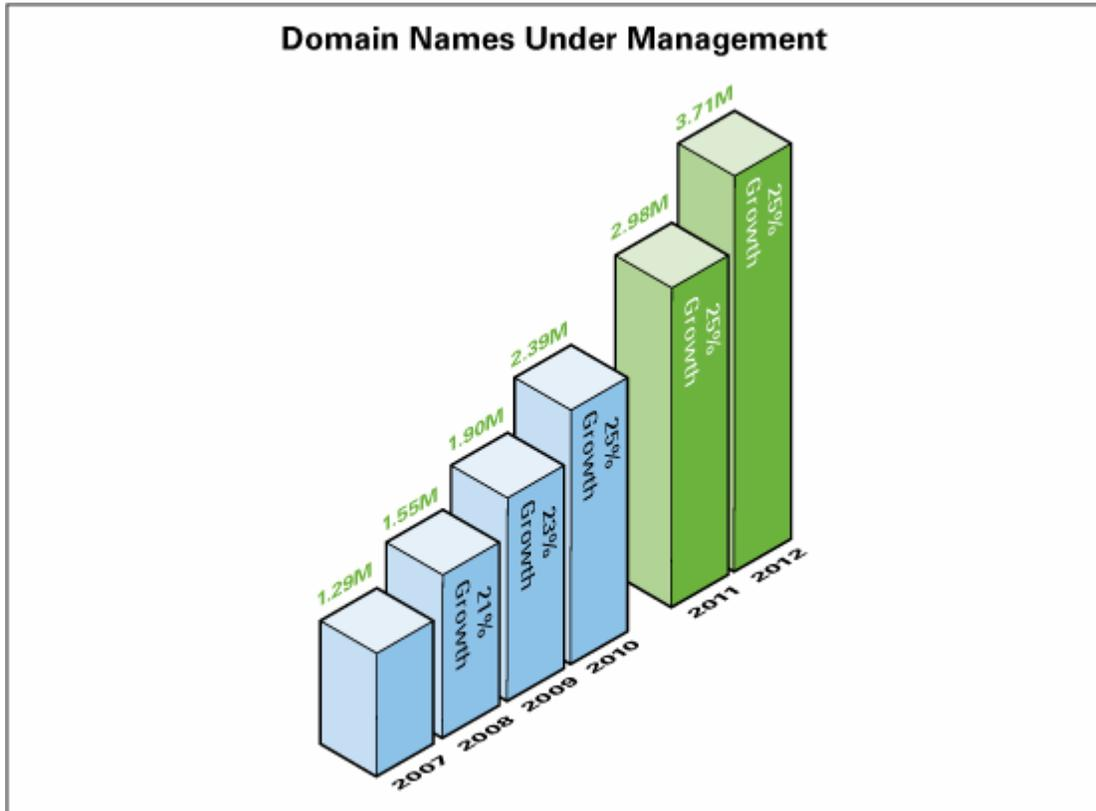 Domain Names Under Management
1.29M
1.55M
1.90M
2.39M
2.98M
3.71M
21%
Growth
23%
Growth
25%
Growth
25%
Growth
25%
Growth
2007
2008
2009
2010
2011
2012